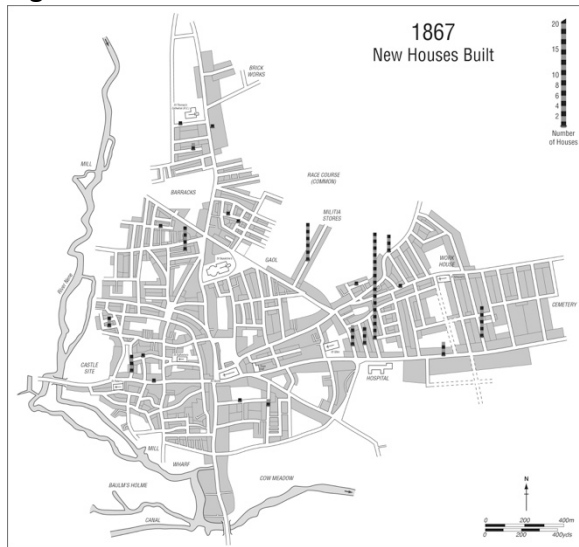 1867
New Houses Built
20
15
10
8
6
4
2
Number
of Houses
BRICK
WORKS
MILL
RACE COURSE
(COMMON)
BARRACKS
MILITIA
STORES
GAOL
River Nene
WORK
HOUSE
CEMETERY
CASTLE
SITE
HOSPITAL
MILL
WHARF
BAULM'S HOLME
COW MEADOW
CANAL
N
0 200 400m
0 200 400yds